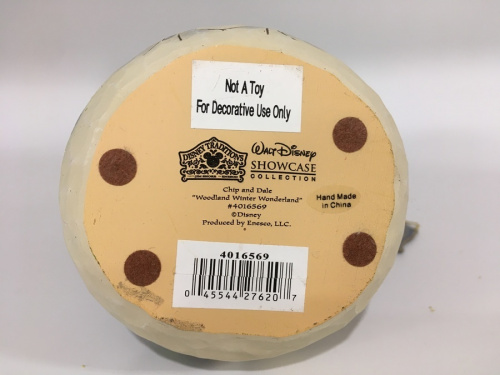 Not A Toy
For Decorative Use Only
DISNEY TRADITIONS
WALT DISNEY
SHOWCASE
COLLECTION
Chip and Dale
"Woodland Winter Wonderland"
#4016569
©Disney
Produced by Enesco, LLC.
Hand Made
in China
4016569
0 45544 27620 7